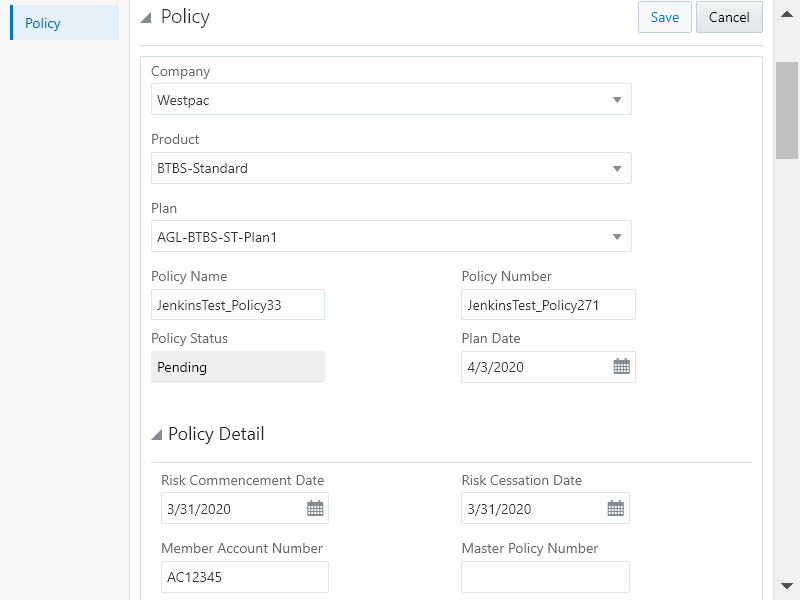 Policy
Policy
Save
Cancel
Company
Westpac
Product
BTBS-Standard
Plan
AGL-BTBS-ST-Plan1
Policy Name
Policy Number
JenkinsTest_Policy33
JenkinsTest_Policy271
Policy Status
Plan Date
Pending
4/3/2020
Policy Detail
Risk Commencement Date
Risk Cessation Date
3/31/2020
3/31/2020
Member Account Number
Master Policy Number
AC12345